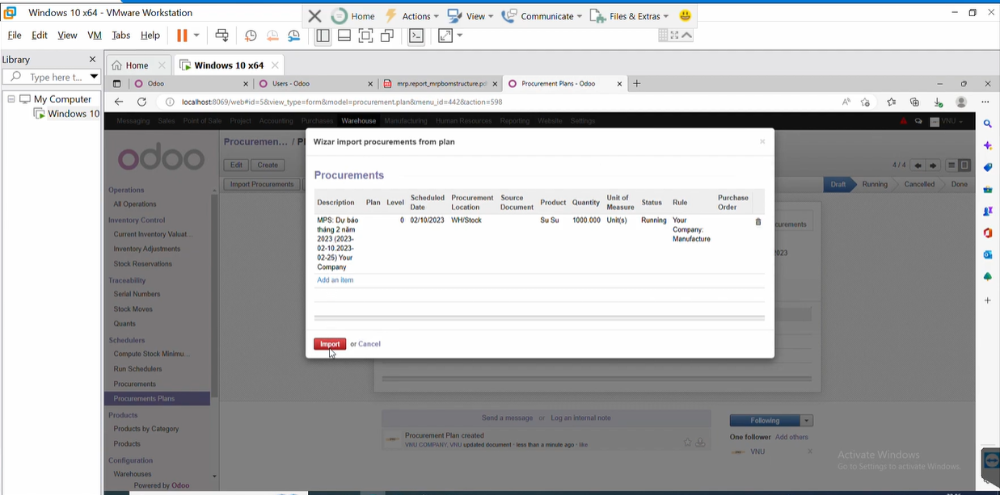 Windows 10 x64 - VMware Workstation
Home
Actions
View
Communicate
Files & Extras
File Edit View VM Tabs Help
Library
Type here t...
My Computer
Windows 10
Home
Windows 10 x64
Odoo
Users - Odoo
mrp.report_mrpbomstructure.pd
Procurement Plans - Odoo
localhost:8069/web#id=5&view_type=form&model=procurement.plan&menu_id=442&action=598
Messaging Sales Point of Sale Project Accounting Purchases Warehouse Manufacturing Human Resources Reporting Website Settings
VNU
odoo
Procuremen... / Pl
Edit Create
4 / 4
Import Procurements
Draft Running Cancelled Done
Operations
All Operations
Inventory Control
Current Inventory Valuat...
Inventory Adjustments
Stock Reservations
Traceability
Serial Numbers
Stock Moves
Quants
Schedulers
Compute Stock Minimu...
Run Schedulers
Procurements
Procurements Plans
Products
Products by Category
Products
Configuration
Warehouses
Powered by Odoo
Wizar import procurements from plan
Procurements
Description Plan Level Scheduled Date Procurement Location Source Document Product Quantity Unit of Measure Status Rule Purchase Order
MPS: Dự báo tháng 2 năm 2023 (2023-02-10.2023-02-25) Your Company
0 02/10/2023 WH/Stock Su Su 1000.000 Unit(s) Running Your Company: Manufacture
Add an item
Import or Cancel
urements
2023
Send a message or Log an internal note
Procurement Plan created
VNU COMPANY, VNU updated document · less than a minute ago · like
Following
One follower Add others
VNU
Activate Windows
Go to Settings to activate Windows.